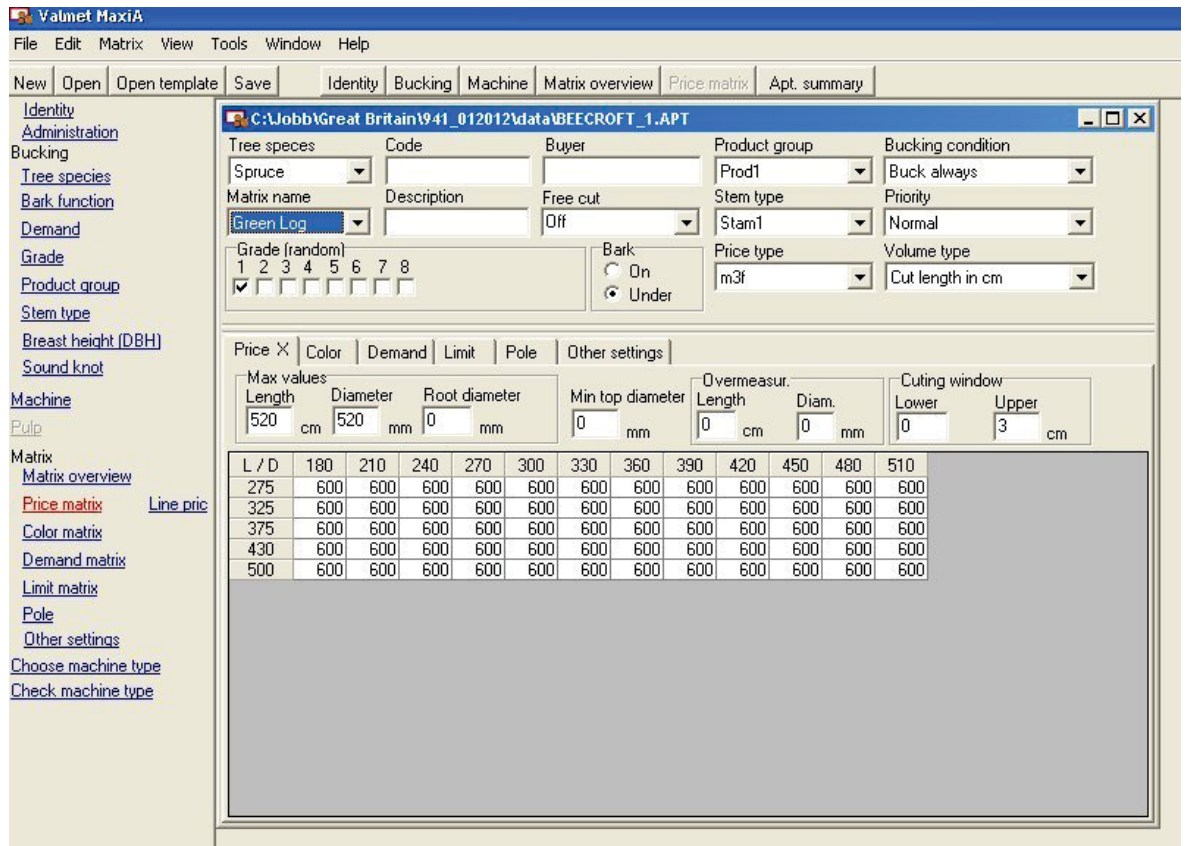 Valmet MaxiA
File Edit Matrix View Tools Window Help
New Open Open template Save Identity Bucking Machine Matrix overview Price matrix Apt. summary
Identity
Administration
Bucking
Tree species
Bark function
Demand
Grade
Product group
Stem type
Breast height (DBH)
Sound knot
Machine
Pulp
Matrix
Matrix overview
Price matrix Line pric
Color matrix
Demand matrix
Limit matrix
Pole
Other settings
Choose machine type
Check machine type
C:\Jobb\Great Britain\941_012012\data\BEECROFT_1.APT
Tree speces Code Buyer Product group Bucking condition
Spruce Prod1 Buck always
Matrix name Description Free cut Stem type Priority
Green Log Off Stam1 Normal
Grade (random) Bark Price type Volume type
1 2 3 4 5 6 7 8 On m3f Cut length in cm
Under
Price X Color Demand Limit Pole Other settings
Max values Overmeasur. Cuting window
Length Diameter Root diameter Min top diameter Length Diam. Lower Upper
520 cm 520 mm 0 mm 0 mm 0 cm 0 mm 0 3 cm
L / D 180 210 240 270 300 330 360 390 420 450 480 510
275 600 600 600 600 600 600 600 600 600 600 600 600
325 600 600 600 600 600 600 600 600 600 600 600 600
375 600 600 600 600 600 600 600 600 600 600 600 600
430 600 600 600 600 600 600 600 600 600 600 600 600
500 600 600 600 600 600 600 600 600 600 600 600 600